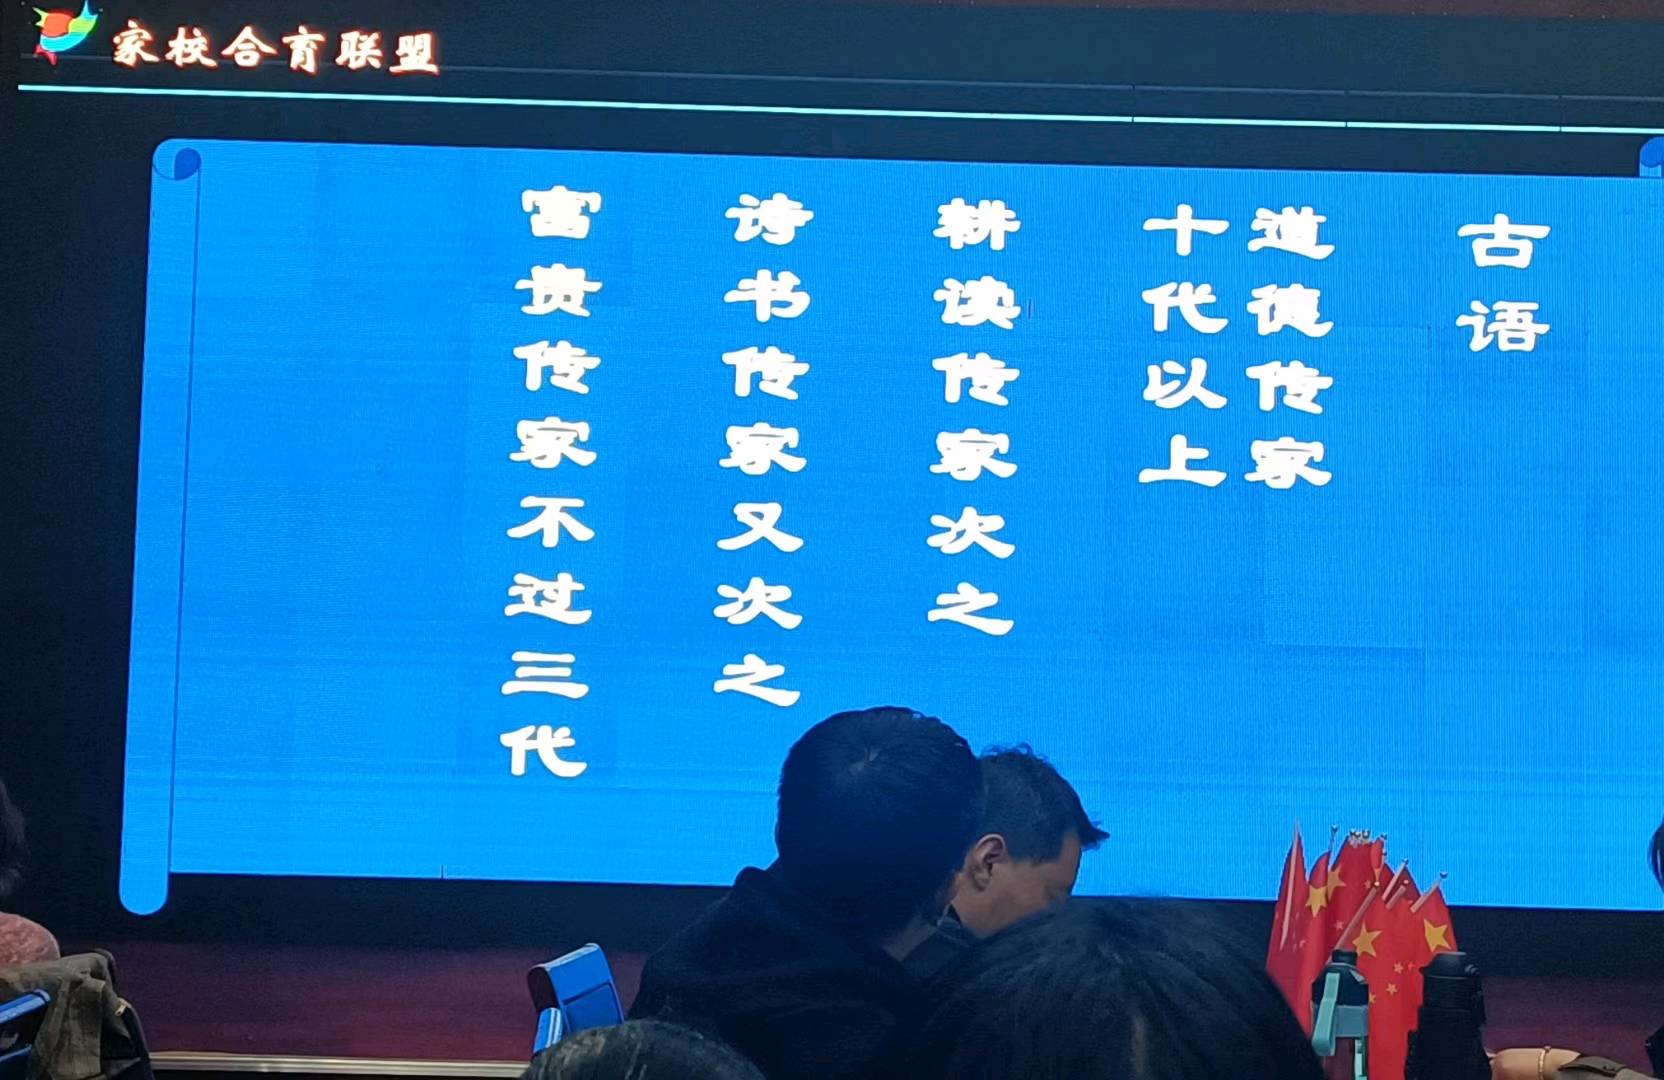 家校合育联盟
古语
道德传家
十代以上
耕读传家次之
诗书传家又次之
富贵传家不过三代